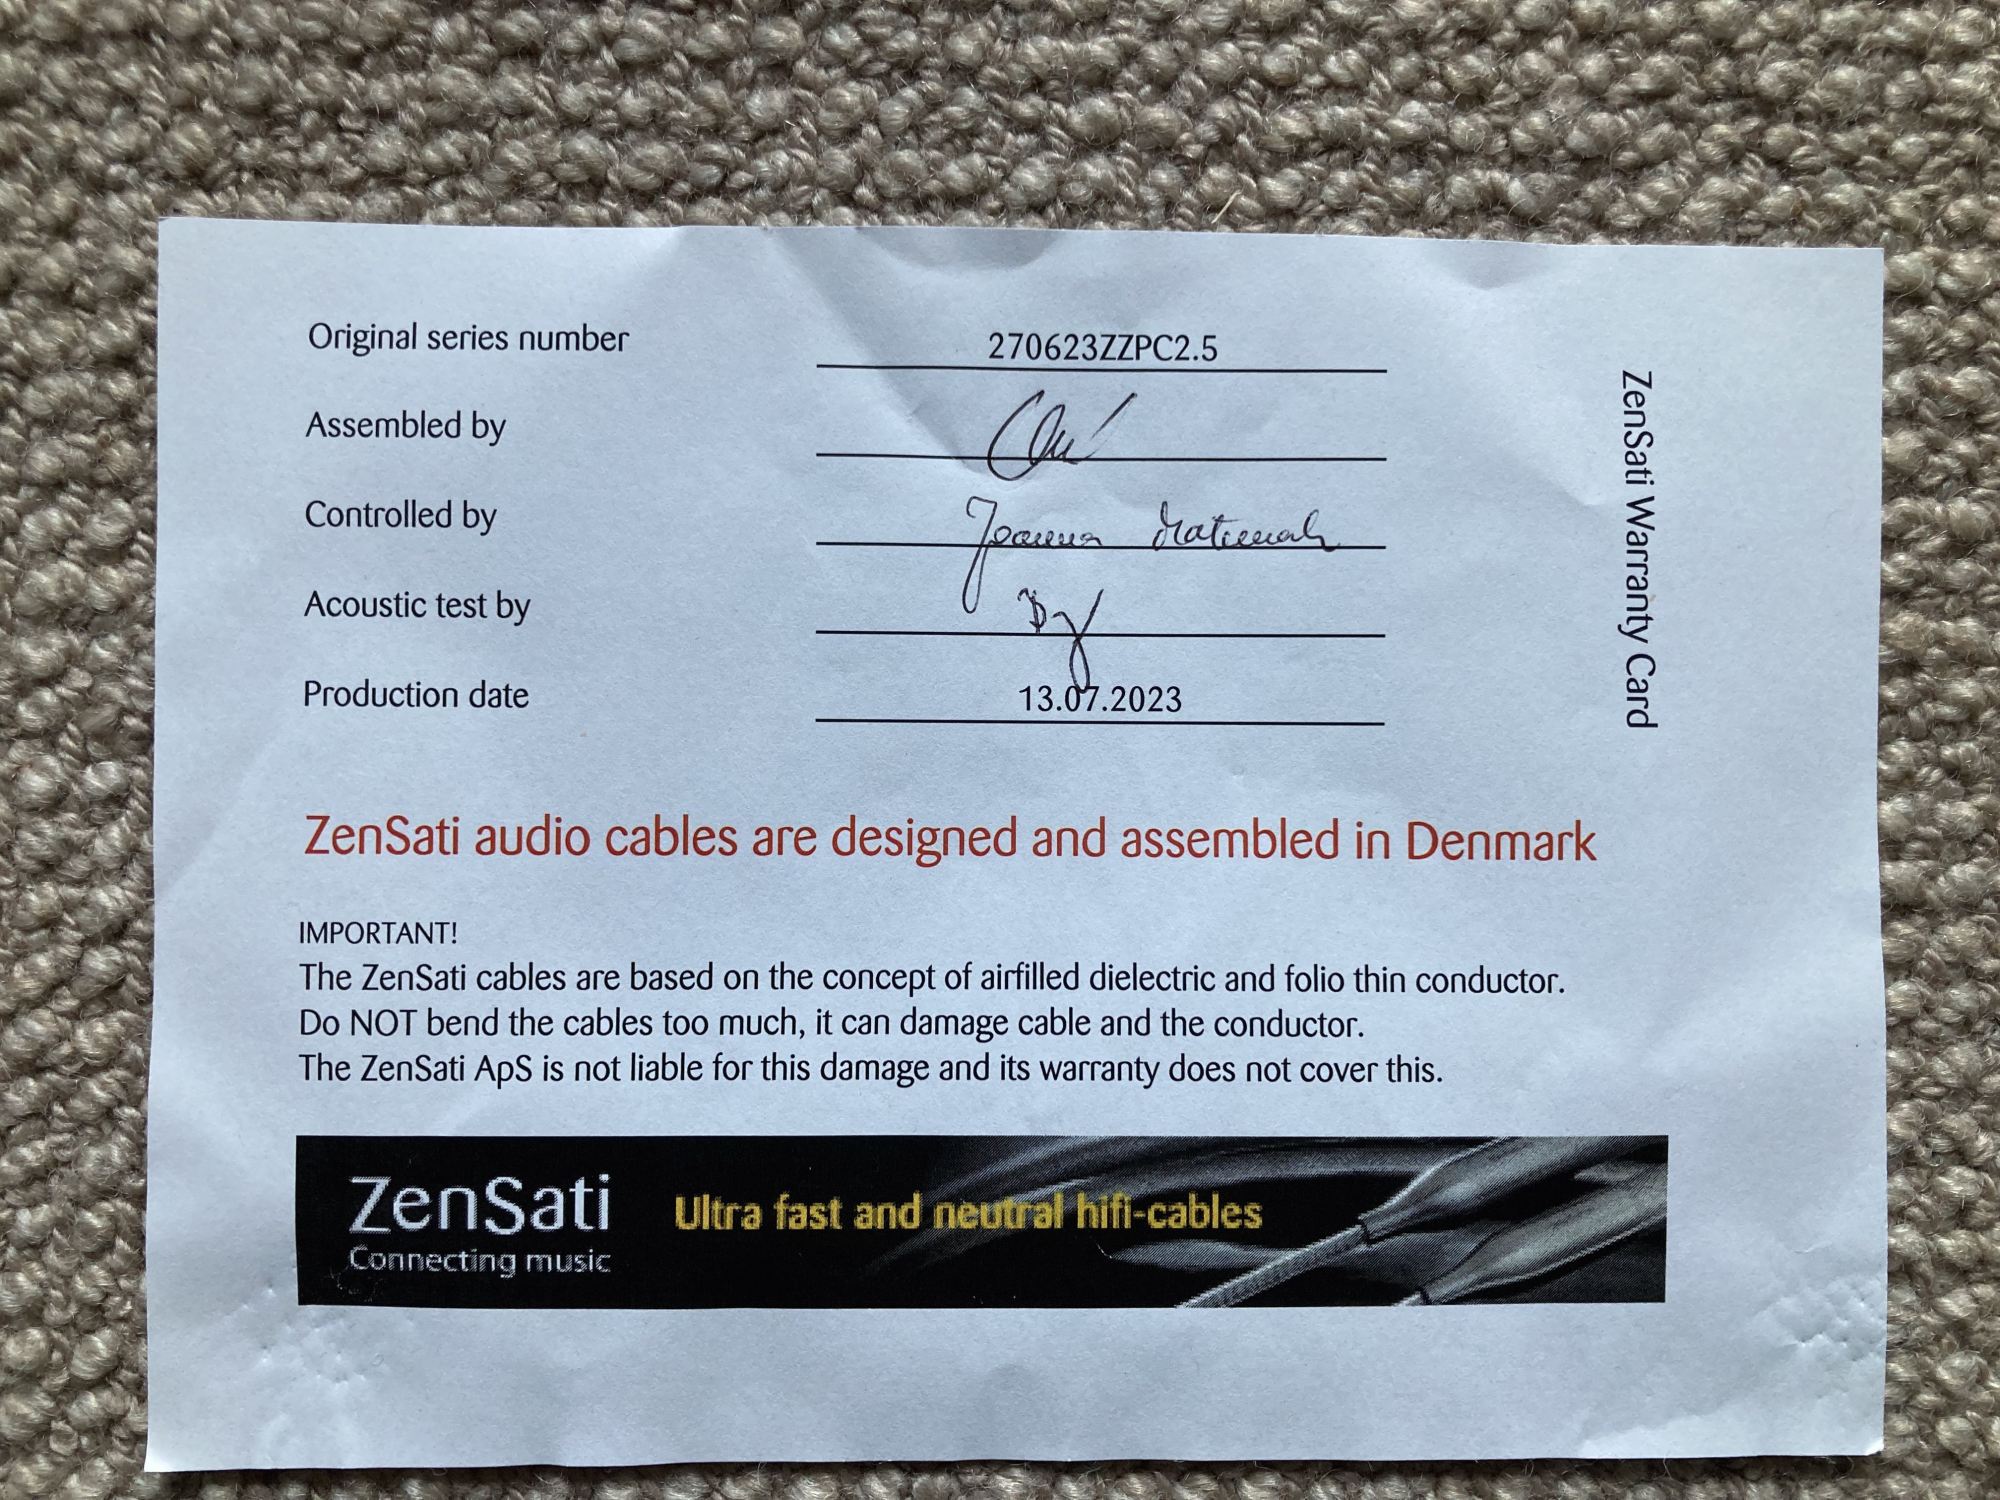 Original series number 270623ZZPC2.5
Assembled by
Controlled by Joanna
Acoustic test by
Production date 13.07.2023
ZenSati Warranty Card
ZenSati audio cables are designed and assembled in Denmark
IMPORTANT!
The ZenSati cables are based on the concept of airfilled dielectric and folio thin conductor.
Do NOT bend the cables too much, it can damage cable and the conductor.
The ZenSati ApS is not liable for this damage and its warranty does not cover this.
ZenSati
Connecting music
Ultra fast and neutral hifi-cables